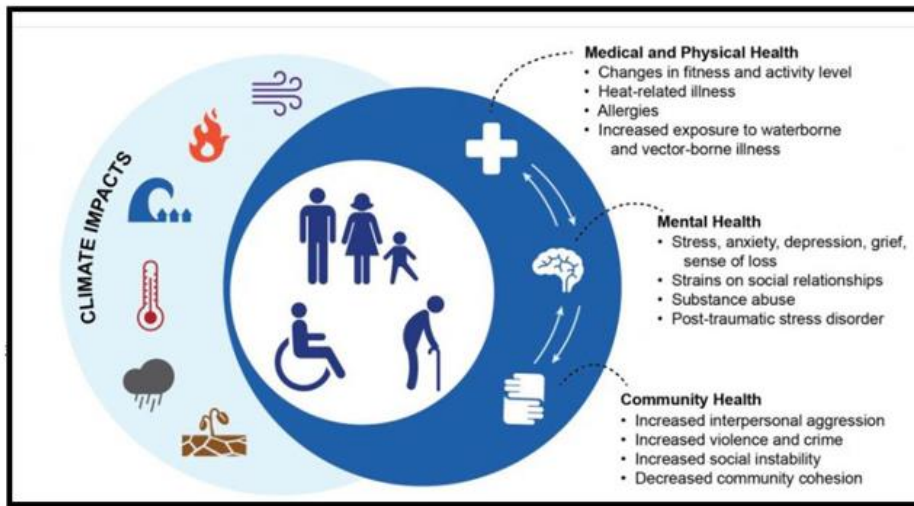 CLIMATE IMPACTS
Medical and Physical Health
• Changes in fitness and activity level
• Heat-related illness
• Allergies
• Increased exposure to waterborne
and vector-borne illness
Mental Health
• Stress, anxiety, depression, grief,
sense of loss
• Strains on social relationships
• Substance abuse
• Post-traumatic stress disorder
Community Health
• Increased interpersonal aggression
• Increased violence and crime
• Increased social instability
• Decreased community cohesion